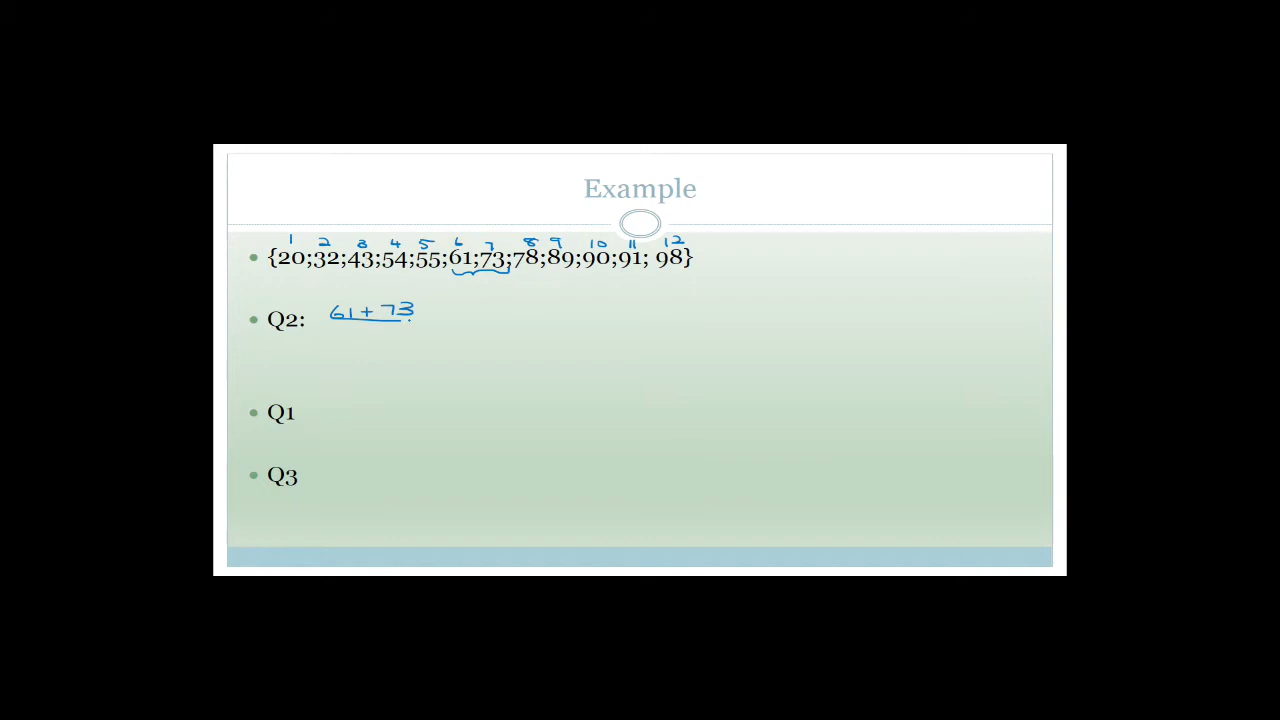 Example
1 2 3 4 5 6 7 8 9 10 11 12
• {20;32;43;54;55;61;73;78;89;90;91; 98}
• Q2: 61 + 73
• Q1
• Q3